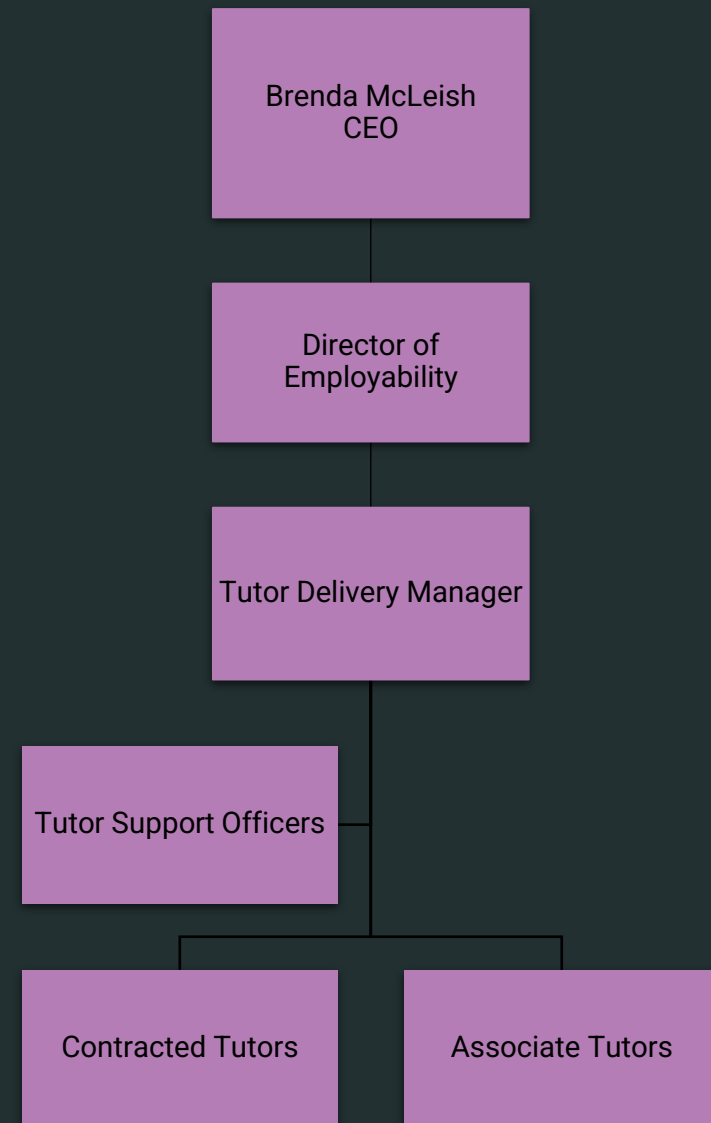 Brenda McLeish
CEO
Director of
Employability
Tutor Delivery Manager
Tutor Support Officers
Contracted Tutors
Associate Tutors